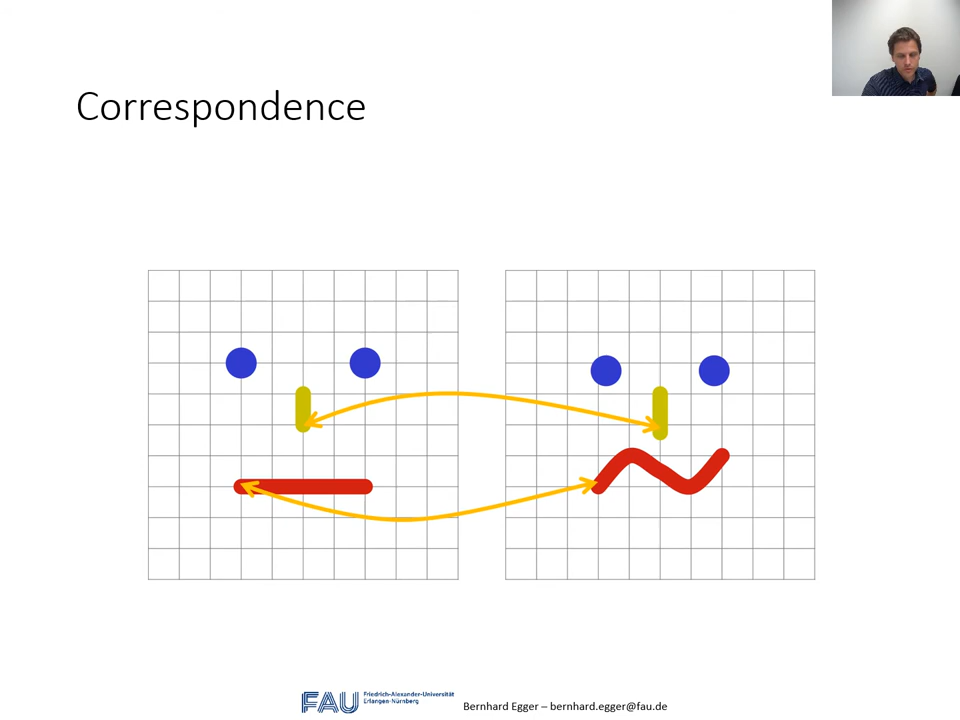 Correspondence
FAU Friedrich-Alexander-Universität
Erlangen-Nürnberg
Bernhard Egger – bernhard.egger@fau.de